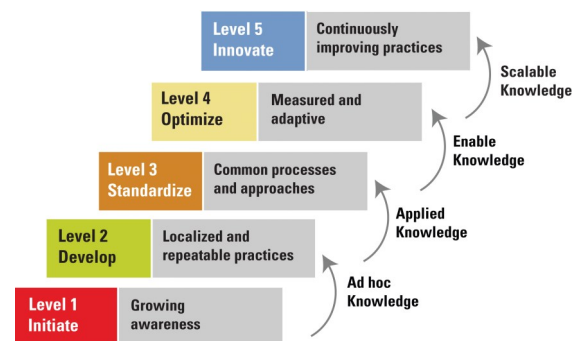 Level 5
Innovate
Continuously
improving practices
Scalable
Knowledge
Level 4
Optimize
Measured and
adaptive
Enable
Knowledge
Level 3
Standardize
Common processes
and approaches
Applied
Knowledge
Level 2
Develop
Localized and
repeatable practices
Ad hoc
Knowledge
Level 1
Initiate
Growing
awareness